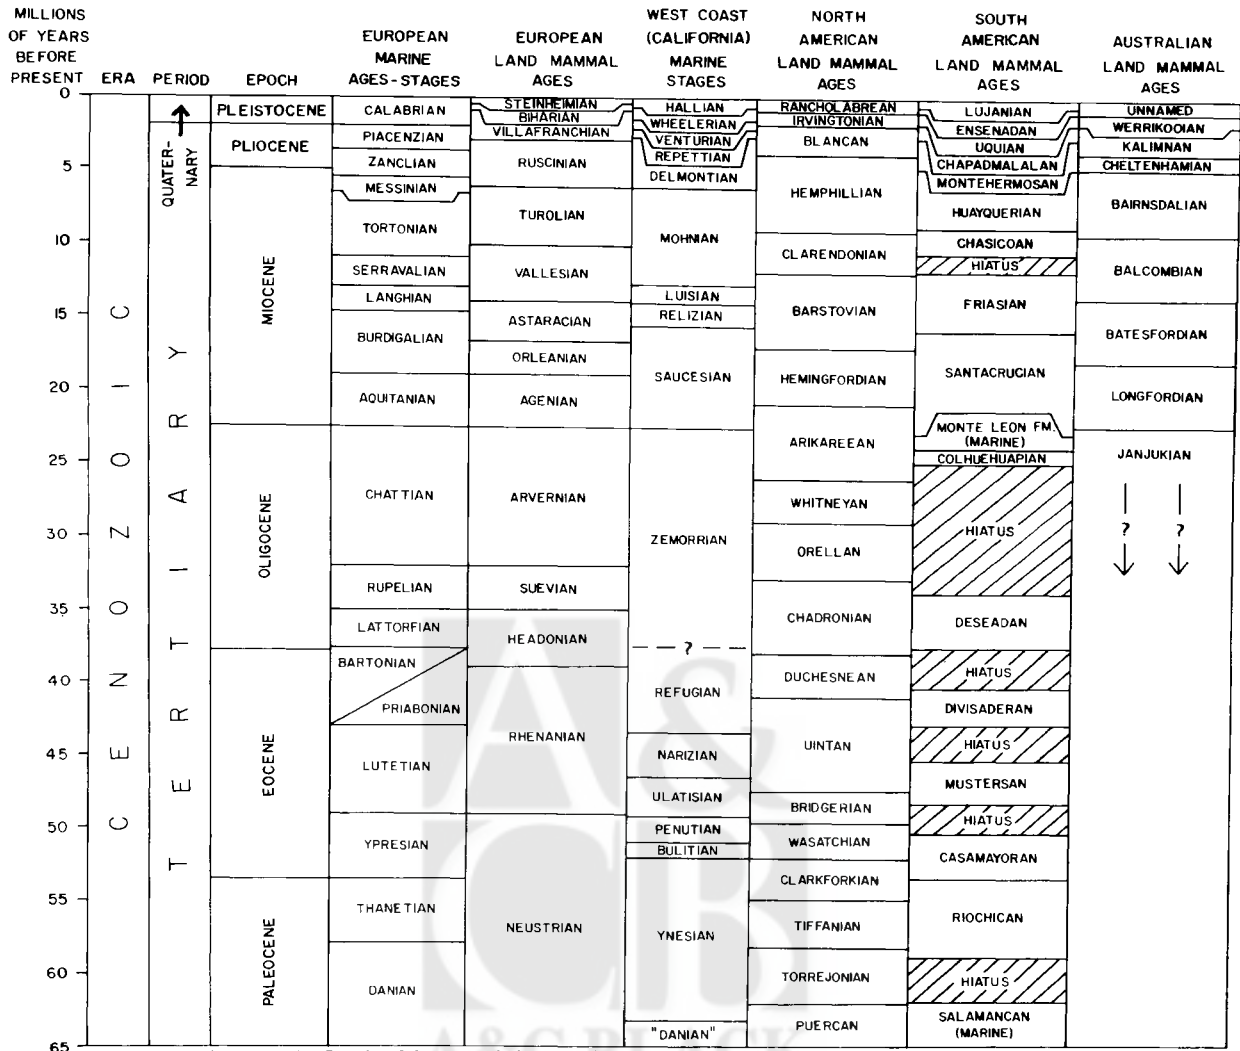 MILLIONS
OF YEARS
BEFORE
PRESENT
ERA
PERIOD
EPOCH
EUROPEAN
MARINE
AGES-STAGES
EUROPEAN
LAND MAMMAL
AGES
WEST COAST
(CALIFORNIA)
MARINE
STAGES
NORTH
AMERICAN
LAND MAMMAL
AGES
SOUTH
AMERICAN
LAND MAMMAL
AGES
AUSTRALIAN
LAND MAMMAL
AGES
0
5
10
15
20
25
30
35
40
45
50
55
60
65
CENOZOIC
QUATER-
NARY
TERTIARY
PLEISTOCENE
PLIOCENE
MIOCENE
OLIGOCENE
EOCENE
PALEOCENE
CALABRIAN
PIACENZIAN
ZANCLIAN
MESSINIAN
TORTONIAN
SERRAVALIAN
LANGHIAN
BURDIGALIAN
AQUITANIAN
CHATTIAN
RUPELIAN
LATTORFIAN
BARTONIAN
PRIABONIAN
LUTETIAN
YPRESIAN
THANETIAN
DANIAN
STEINHEIMIAN
BIHARIAN
VILLAFRANCHIAN
RUSCINIAN
TUROLIAN
VALLESIAN
ASTARACIAN
ORLEANIAN
AGENIAN
ARVERNIAN
SUEVIAN
HEADONIAN
RHENANIAN
NEUSTRIAN
HALLIAN
WHEELERIAN
VENTURIAN
REPETTIAN
DELMONTIAN
MOHNIAN
LUISIAN
RELIZIAN
SAUCESIAN
ZEMORRIAN
?
REFUGIAN
NARIZIAN
ULATISIAN
PENUTIAN
BULITIAN
YNESIAN
"DANIAN"
RANCHOLABREAN
IRVINGTONIAN
BLANCAN
HEMPHILLIAN
CLARENDONIAN
BARSTOVIAN
HEMINGFORDIAN
ARIKAREEAN
WHITNEYAN
ORELLAN
CHADRONIAN
DUCHESNEAN
UINTAN
BRIDGERIAN
WASATCHIAN
CLARKFORKIAN
TIFFANIAN
TORREJONIAN
PUERCAN
LUJANIAN
ENSENADAN
UQUIAN
CHAPADMALALAN
MONTEHERMOSAN
HUAYQUERIAN
CHASICOAN
HIATUS
FRIASIAN
SANTACRUCIAN
MONTE LEON FM.
(MARINE)
COLHUEHUAPIAN
HIATUS
DESEADAN
HIATUS
DIVISADERAN
HIATUS
MUSTERSAN
HIATUS
CASAMAYORAN
RIOCHICAN
HIATUS
SALAMANCAN
(MARINE)
UNNAMED
WERRIKOOIAN
KALIMNAN
CHELTENHAMIAN
BAIRNSDALIAN
BALCOMBIAN
BATESFORDIAN
LONGFORDIAN
JANJUKIAN
? ?
A&
CB
A&C BLACK